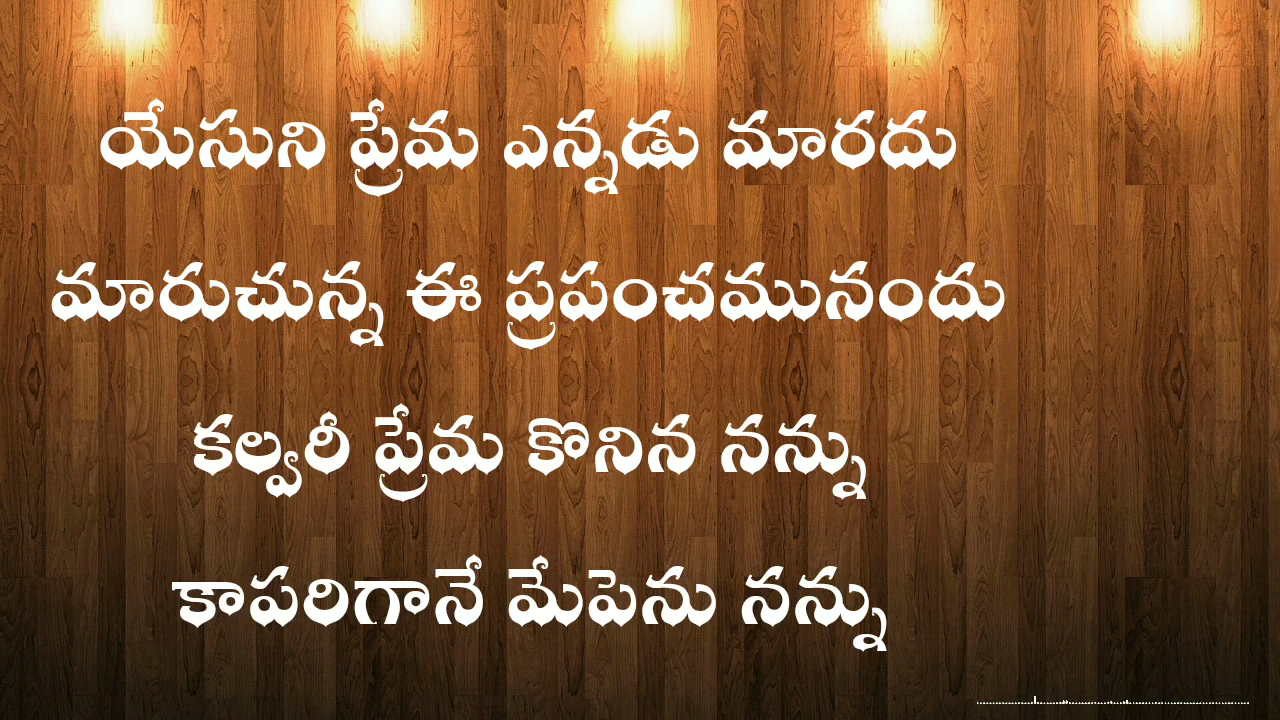 యేసుని ప్రేమ ఎన్నడు మారదు
మారుచున్న ఈ ప్రపంచమునందు
కల్వరీ ప్రేమ కొనిన నన్ను
కాపరిగానే మేపెను నన్ను